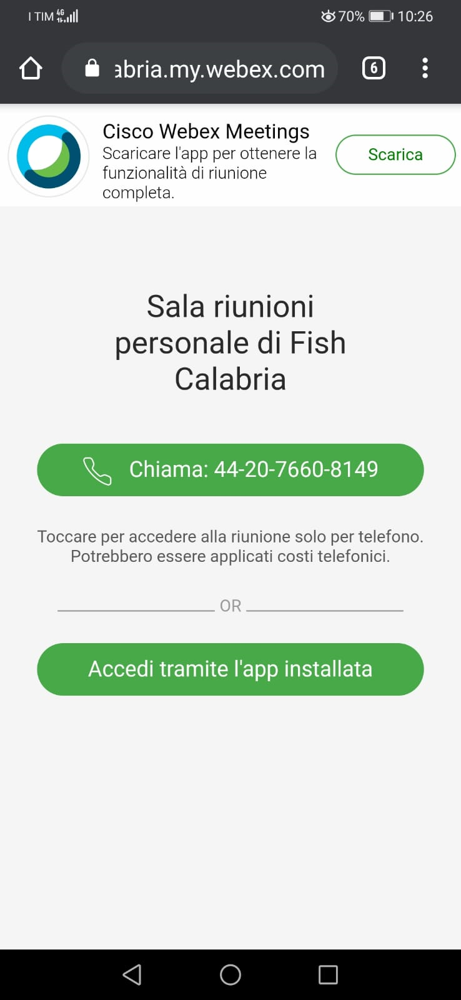 I TIM 4G 70% 10:26
abria.my.webex.com 6
Cisco Webex Meetings
Scaricare l'app per ottenere la
funzionalità di riunione
completa.
Scarica
Sala riunioni
personale di Fish
Calabria
Chiama: 44-20-7660-8149
Toccare per accedere alla riunione solo per telefono.
Potrebbero essere applicati costi telefonici.
OR
Accedi tramite l'app installata